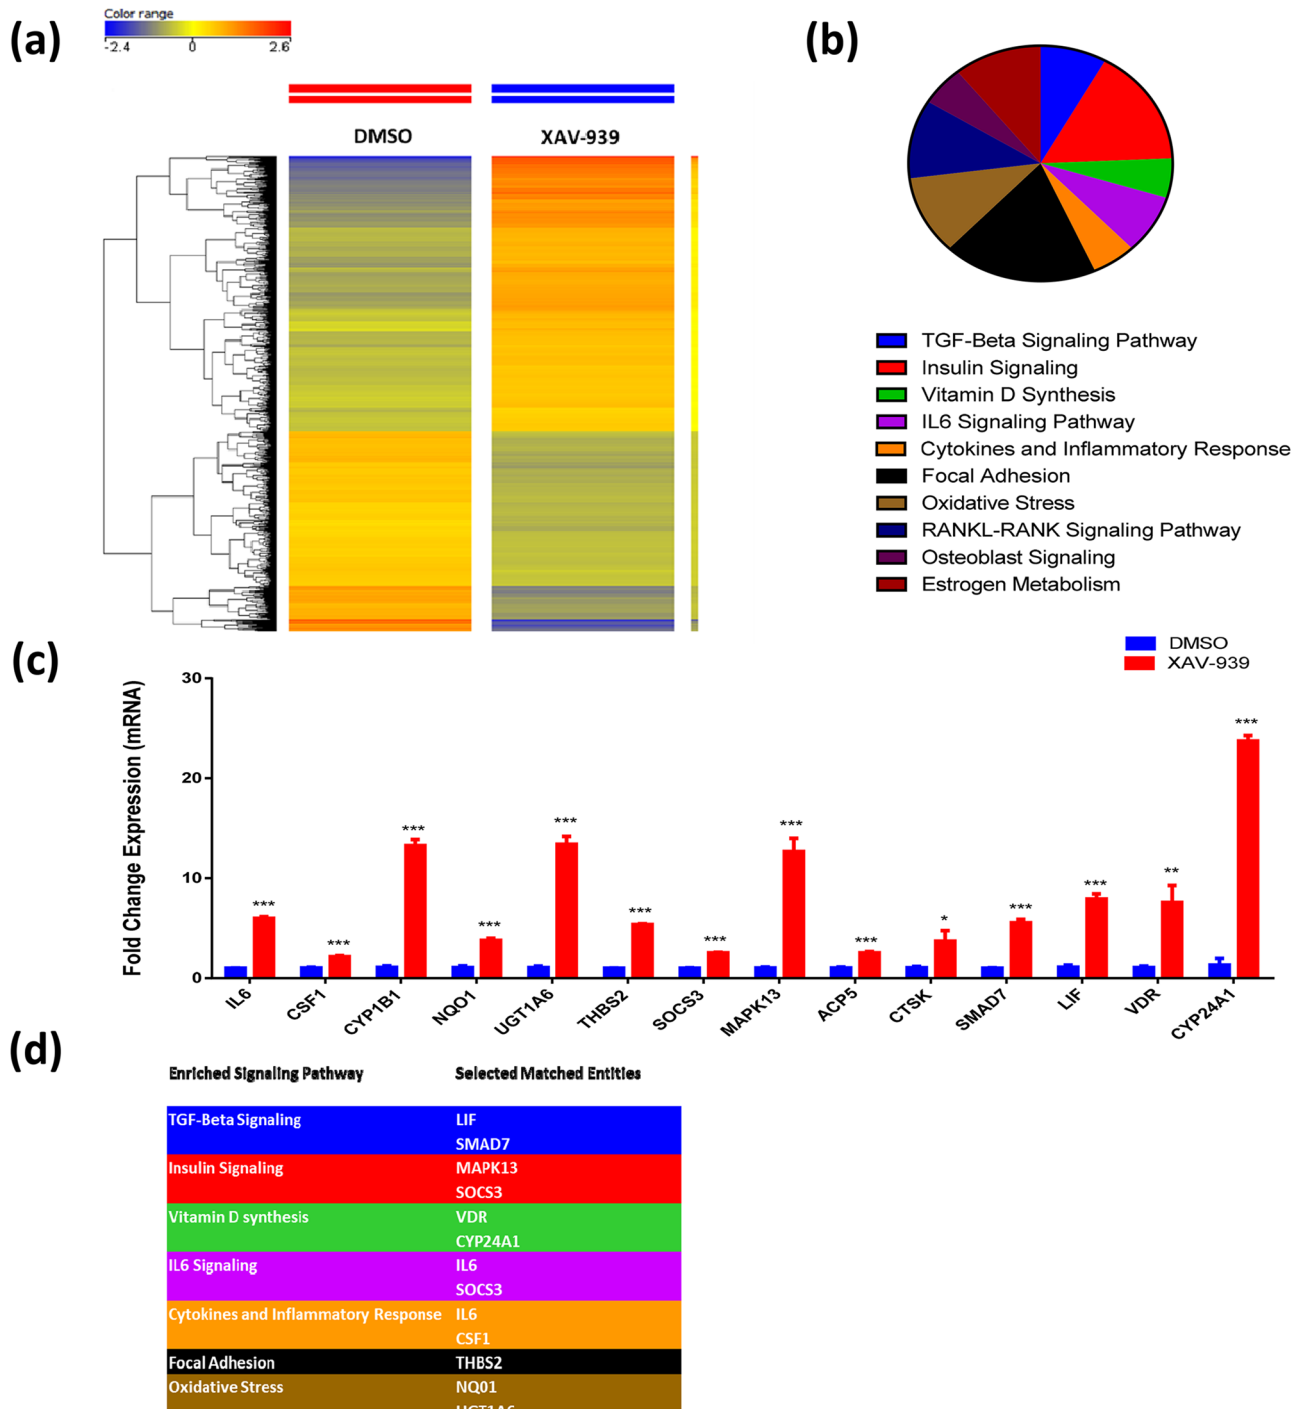 (a)
Color range
-2.4 0 2.6
DMSO XAV-939
(b)
TGF-Beta Signaling Pathway
Insulin Signaling
Vitamin D Synthesis
IL6 Signaling Pathway
Cytokines and Inflammatory Response
Focal Adhesion
Oxidative Stress
RANKL-RANK Signaling Pathway
Osteoblast Signaling
Estrogen Metabolism
(c)
DMSO
XAV-939
Fold Change Expression (mRNA)
30
20
10
0
*** *** *** *** *** *** *** *** *** * *** *** ** ***
IL6 CSF1 CYP1B1 NQO1 UGT1A6 THBS2 SOCS3 MAPK13 ACP5 CTSK SMAD7 LIF VDR CYP24A1
(d)
Enriched Signaling Pathway Selected Matched Entities
TGF-Beta Signaling LIF
SMAD7
Insulin Signaling MAPK13
SOCS3
Vitamin D synthesis VDR
CYP24A1
IL6 Signaling IL6
SOCS3
Cytokines and Inflammatory Response IL6
CSF1
Focal Adhesion THBS2
Oxidative Stress NQ01